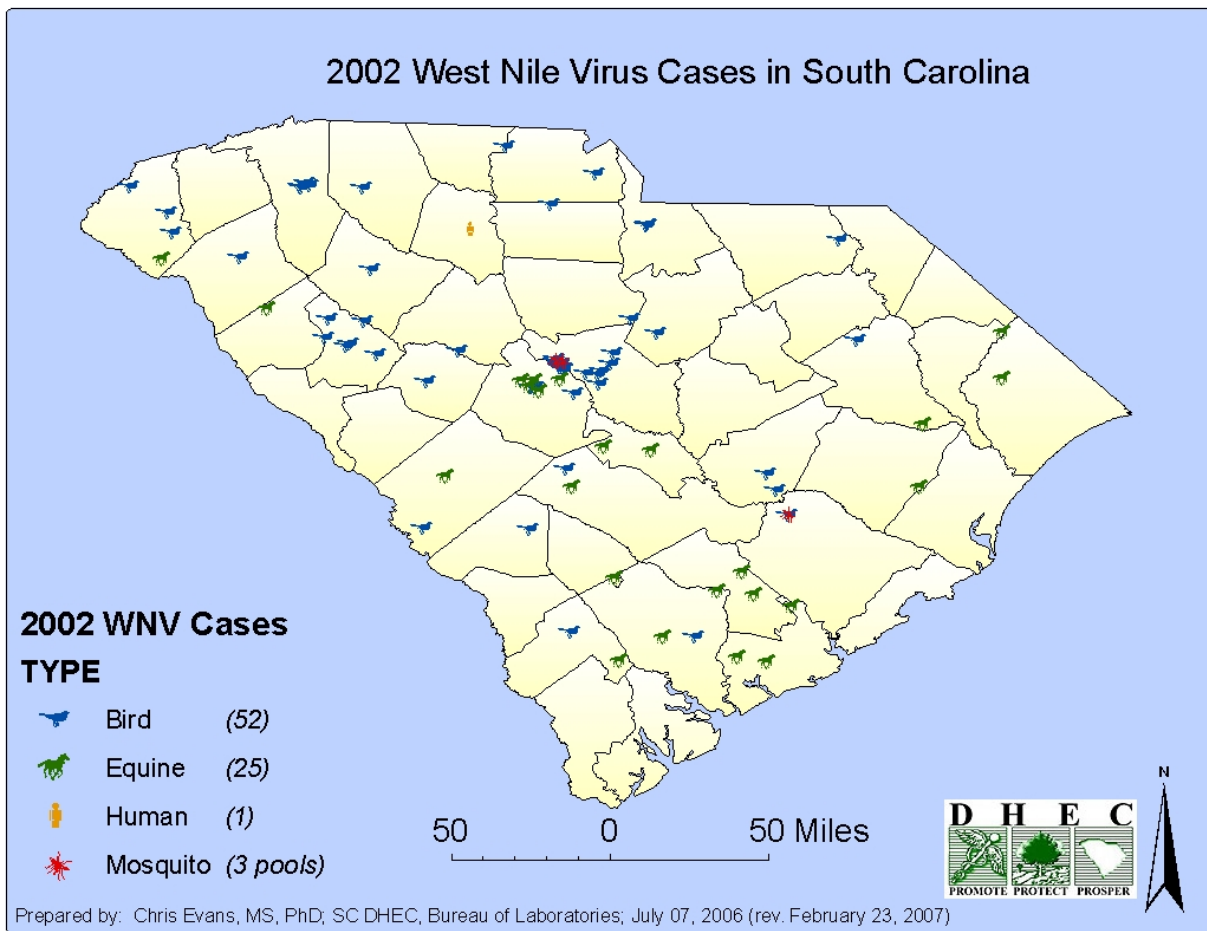 2002 West Nile Virus Cases in South Carolina
2002 WNV Cases
TYPE
Bird (52)
Equine (25)
Human (1)
Mosquito (3 pools)
50 0 50 Miles
N
D H E C
PROMOTE PROTECT PROSPER
Prepared by: Chris Evans, MS, PhD; SC DHEC, Bureau of Laboratories; July 07, 2006 (rev. February 23, 2007)